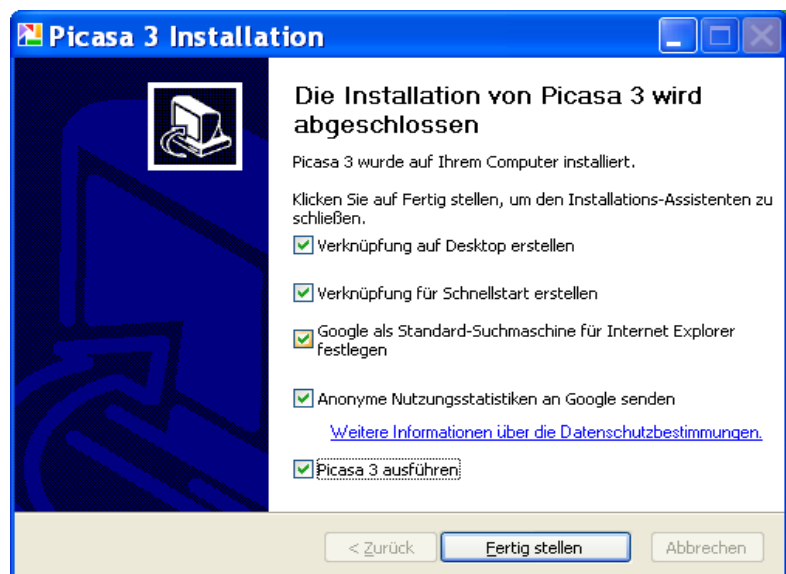 Picasa 3 Installation
Die Installation von Picasa 3 wird
abgeschlossen
Picasa 3 wurde auf Ihrem Computer installiert.
Klicken Sie auf Fertig stellen, um den Installations-Assistenten zu
schließen.
Verknüpfung auf Desktop erstellen
Verknüpfung für Schnellstart erstellen
Google als Standard-Suchmaschine für Internet Explorer
festlegen
Anonyme Nutzungsstatistiken an Google senden
Weitere Informationen über die Datenschutzbestimmungen.
Picasa 3 ausführen
< Zurück Fertig stellen Abbrechen